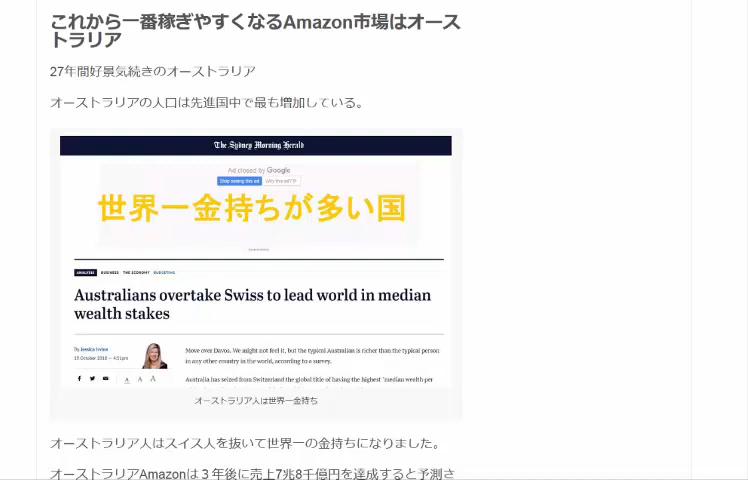 これから一番稼ぎやすくなるAmazon市場はオース
トラリア
27年間好景気続きのオーストラリア
オーストラリアの人口は先進国中で最も増加している。
The Sydney Morning Herald
Ad closed by Google
Stop seeing this ad Why this ad?
世界一金持ちが多い国
ANALYSIS BUSINESS THE ECONOMY BUDGETING
Australians overtake Swiss to lead world in median
wealth stakes
By Jessica Irvine
Move over Davos. We might not feel it, but the typical Australian is richer than the typical person
in any other country in the world, according to a survey.
Australia has seized from Switzerland the global title of having the highest "median wealth per
A A A
オーストラリア人は世界一金持ち
オーストラリア人はスイス人を抜いて世界一の金持ちになりました。
オーストラリアAmazonは３年後に売上7兆8千億円を達成すると予測さ